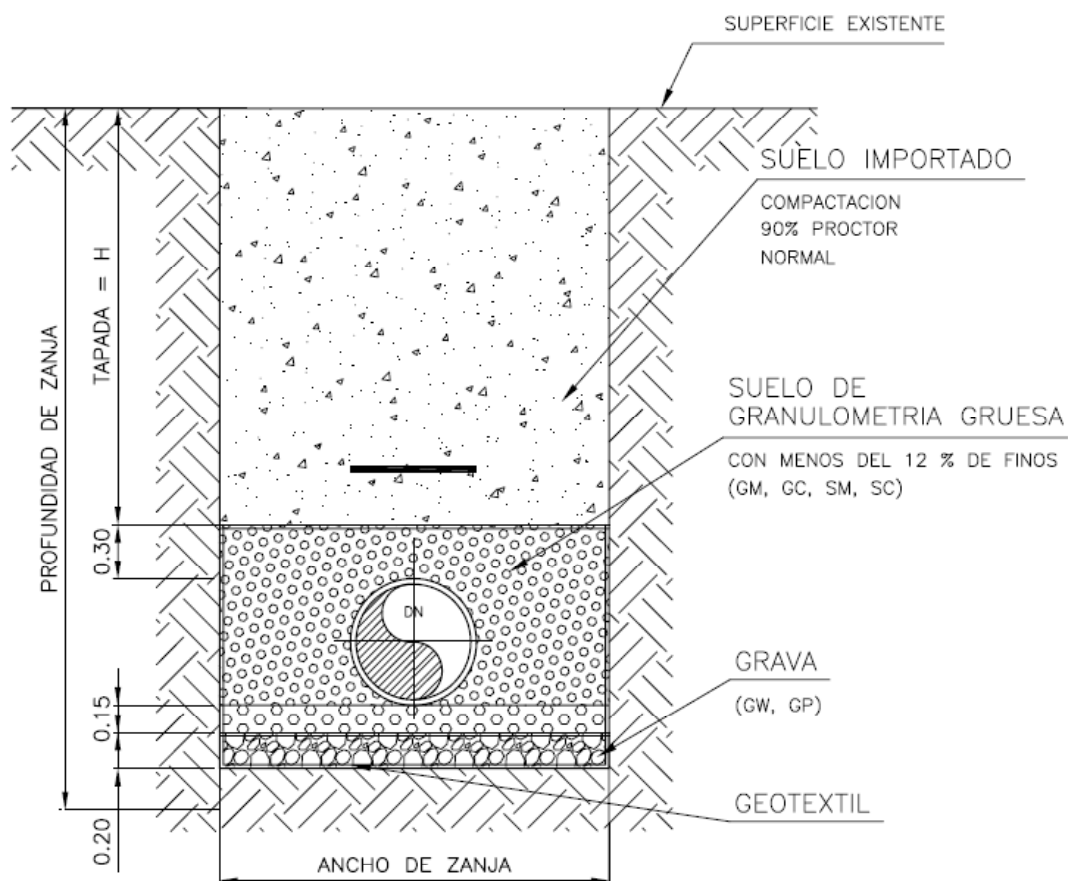 SUPERFICIE EXISTENTE
SUELO IMPORTADO
COMPACTACION
90% PROCTOR
NORMAL
TAPADA = H
PROFUNDIDAD DE ZANJA
SUELO DE
GRANULOMETRIA GRUESA
CON MENOS DEL 12 % DE FINOS
(GM, GC, SM, SC)
0.30
DN
GRAVA
(GW, GP)
0.15
GEOTEXTIL
0.20
ANCHO DE ZANJA